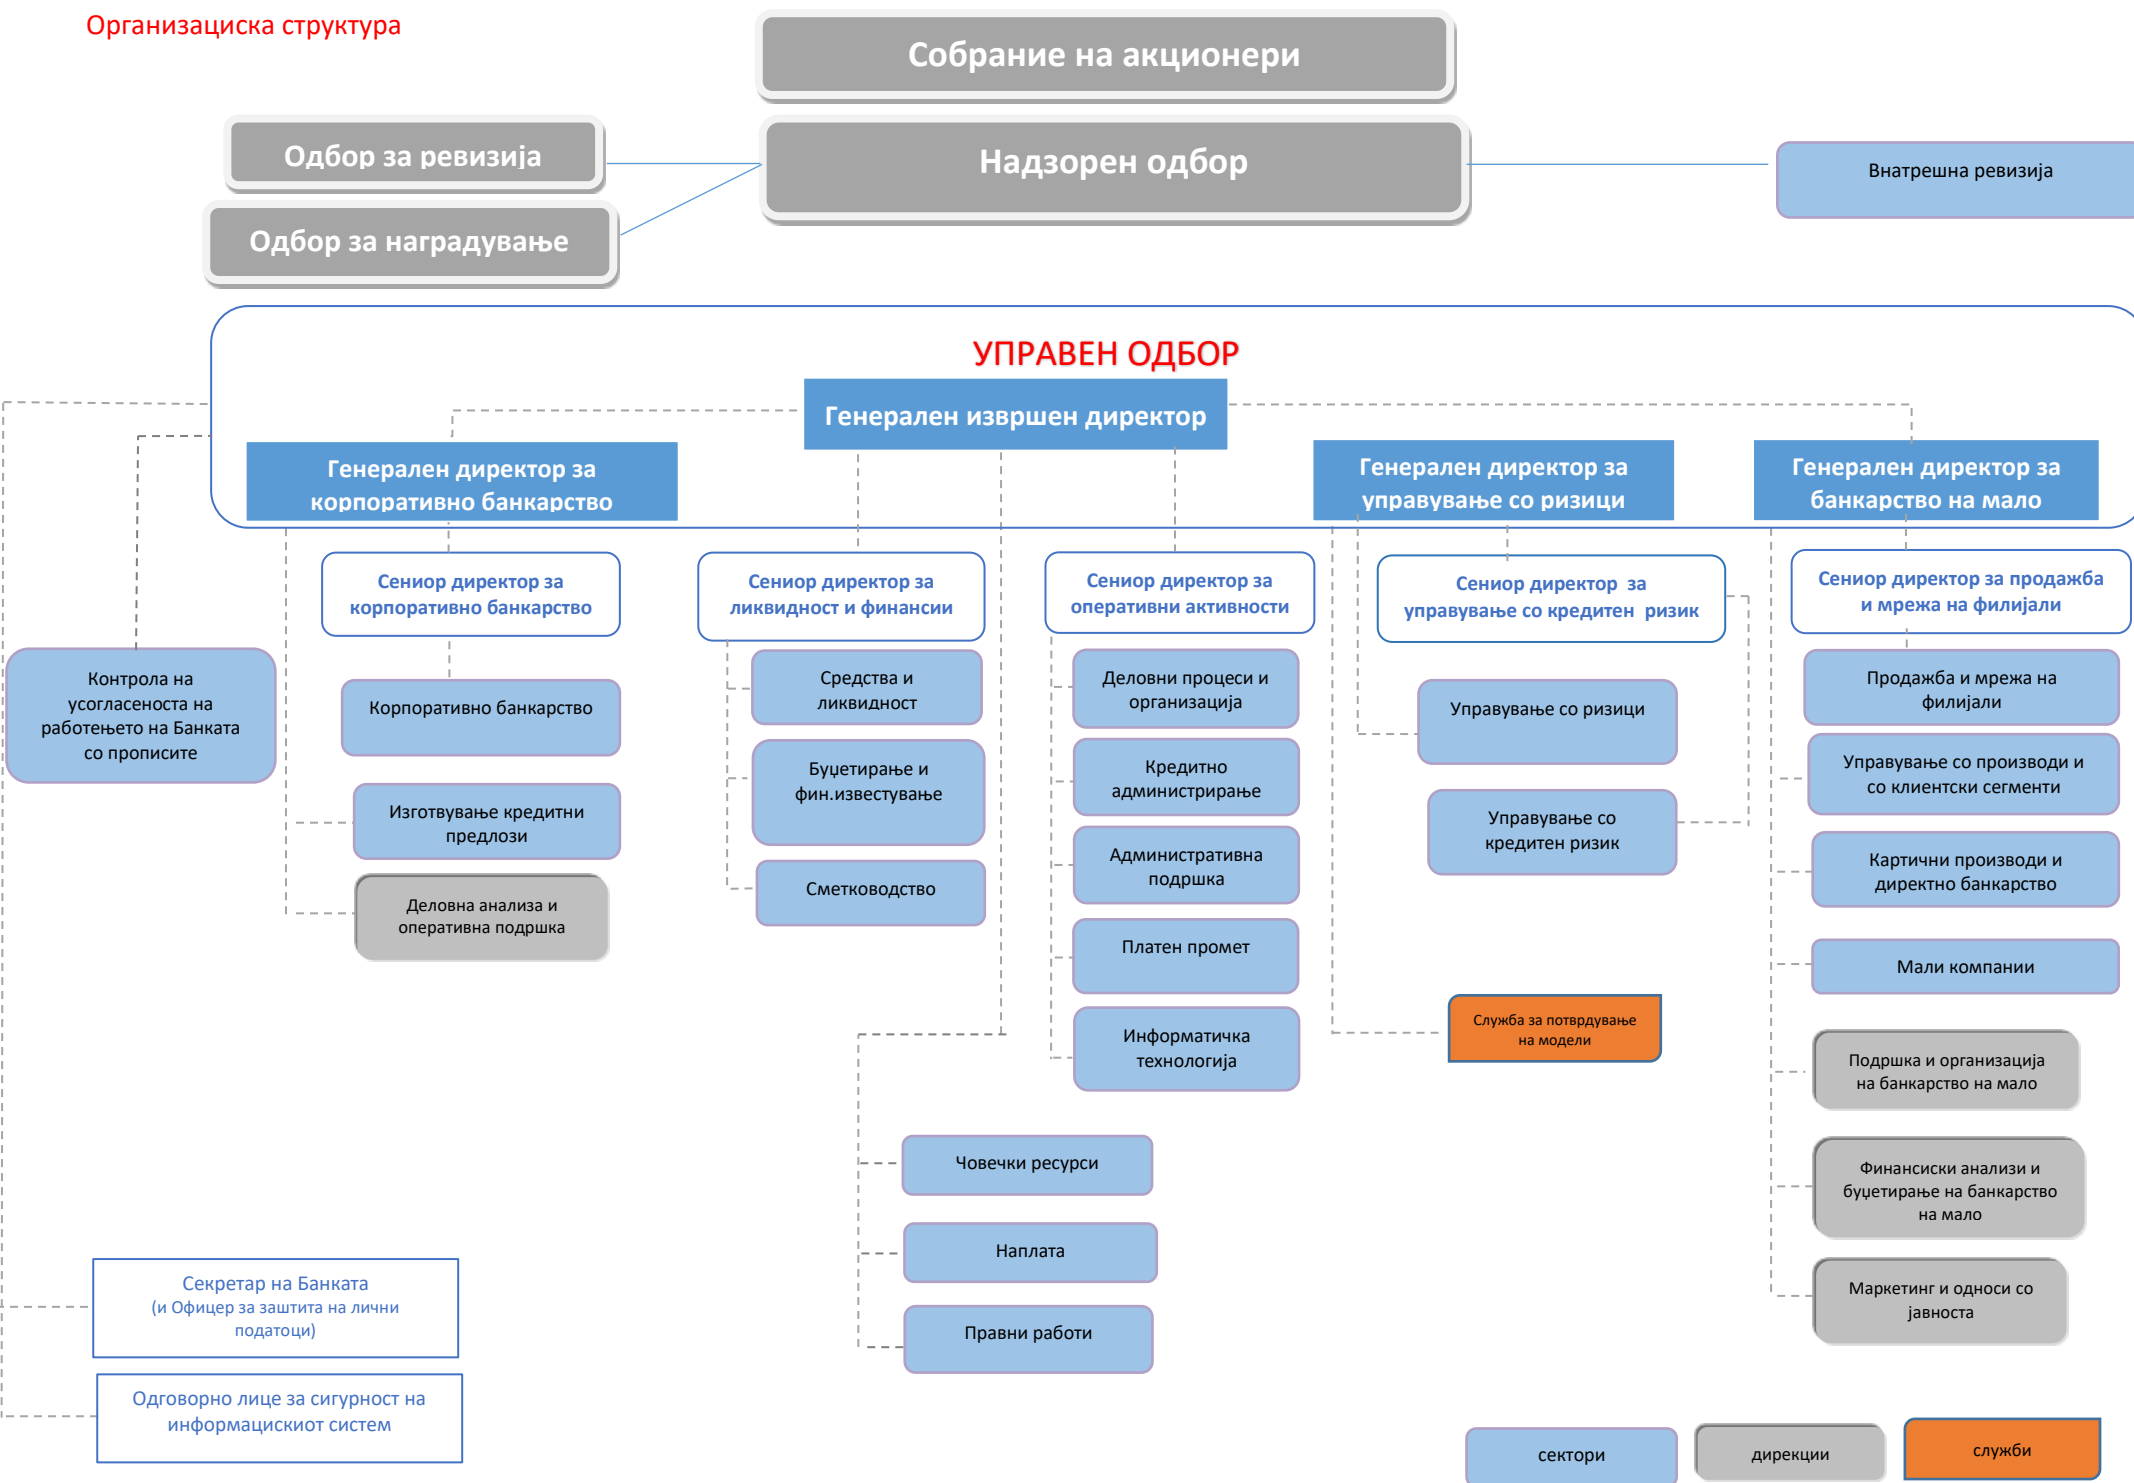 Организациска структура
Собрание на акционери
Одбор за ревизија
Надзорен одбор
Внатрешна ревизија
Одбор за наградување
УПРАВЕН ОДБОР
Генерален извршен директор
Генерален директор за
корпоративно банкарство
Генерален директор за
управување со ризици
Генерален директор за
банкарство на мало
Сениор директор за
корпоративно банкарство
Сениор директор за
ликвидност и финансии
Сениор директор за
оперативни активности
Сениор директор  за
управување со кредитен  ризик
Сениор директор за продажба
и мрежа на филијали
Контрола на
усогласеноста на
работењето на Банката
со прописите
Корпоративно банкарство
Изготвување кредитни
предлози
Деловна анализа и
оперативна подршка
Средства и
ликвидност
Буџетирање и
фин.известување
Сметководство
Деловни процеси и
организација
Кредитно
администрирање
Административна
подршка
Платен промет
Информатичка
технологија
Управување со ризици
Управување со
кредитен ризик
Служба за потврдување
на модели
Продажба и мрежа на
филијали
Управување со производи и
со клиентски сегменти
Картични производи и
директно банкарство
Мали компании
Подршка и организација
на банкарство на мало
Финансиски анализи и
буџетирање на банкарство
на мало
Маркетинг и односи со
јавноста
Човечки ресурси
Наплата
Правни работи
Секретар на Банката
(и Офицер за заштита на лични
податоци)
Одговорно лице за сигурност на
информацискиот систем
сектори
дирекции
служби